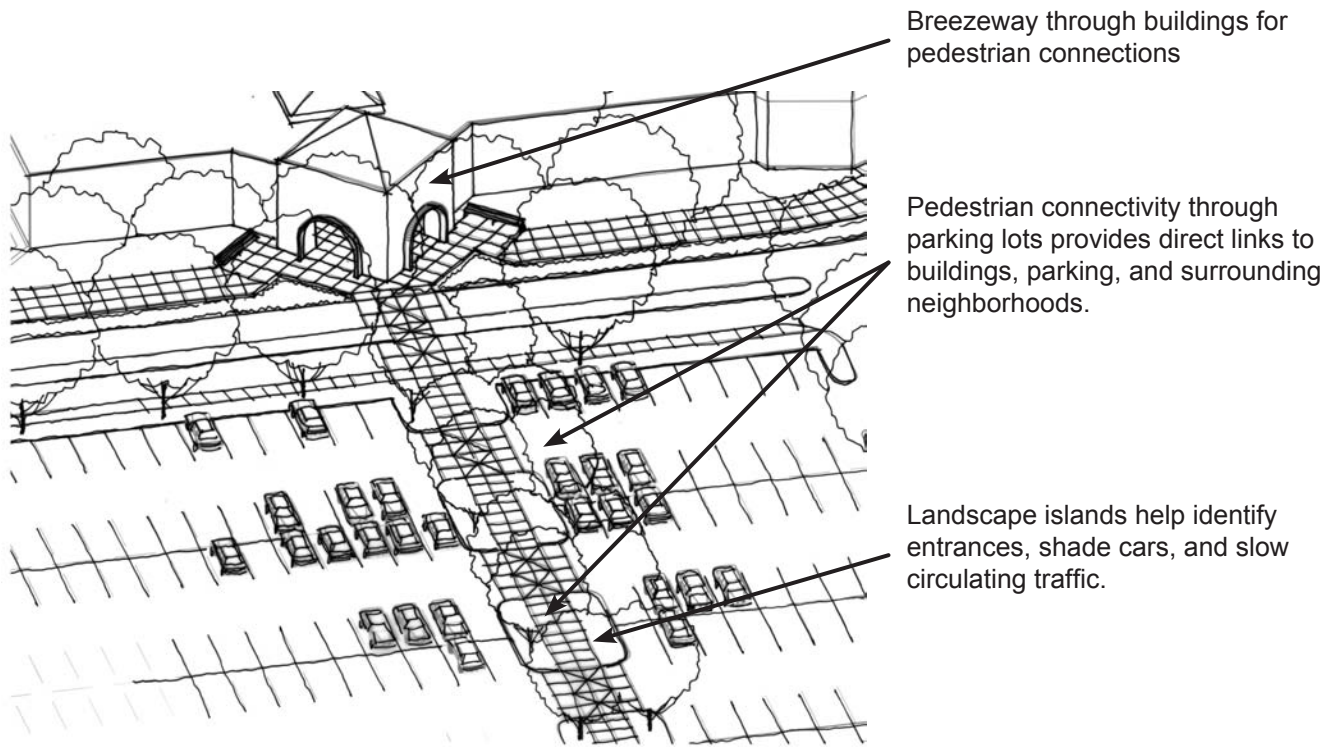 Breezeway through buildings for
pedestrian connections
Pedestrian connectivity through
parking lots provides direct links to
buildings, parking, and surrounding
neighborhoods.
Landscape islands help identify
entrances, shade cars, and slow
circulating traffic.